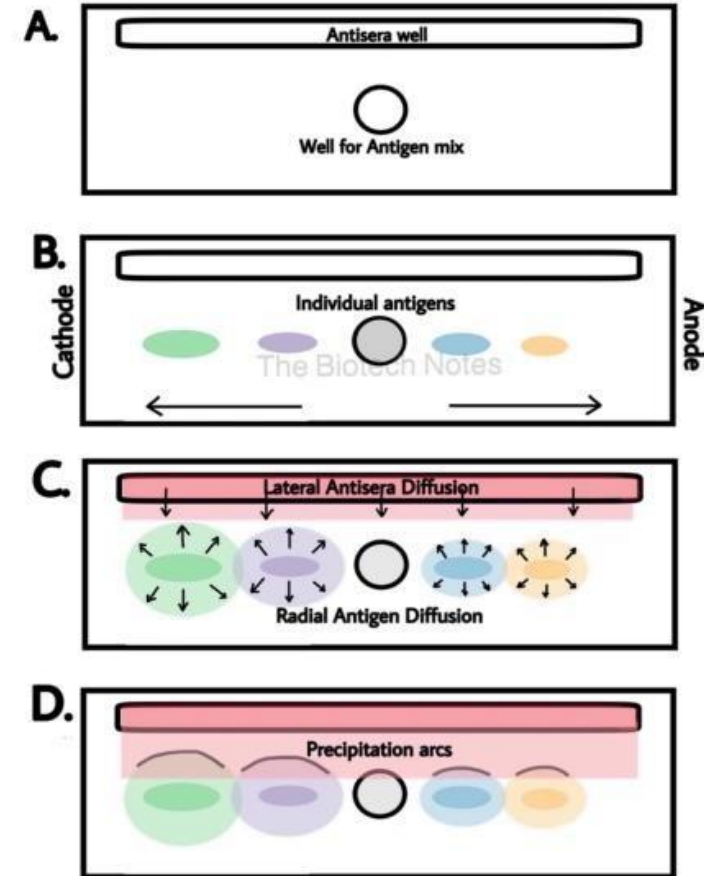 A.
Antisera well
Well for Antigen mix
B.
Cathode
Individual antigens
Anode
The Biotech Notes
C.
Lateral Antisera Diffusion
Radial Antigen Diffusion
D.
Precipitation arcs